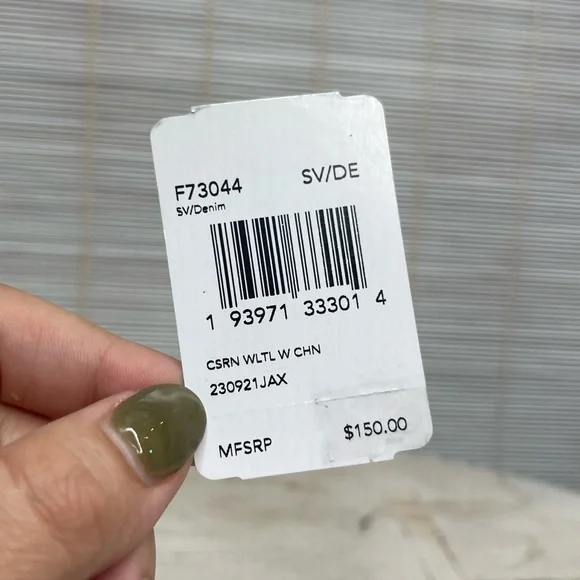 F73044 SV/DE
SV/Denim
1 93971 33301 4
CSRN WLTL W CHN
230921JAX
MFSRP $150.00